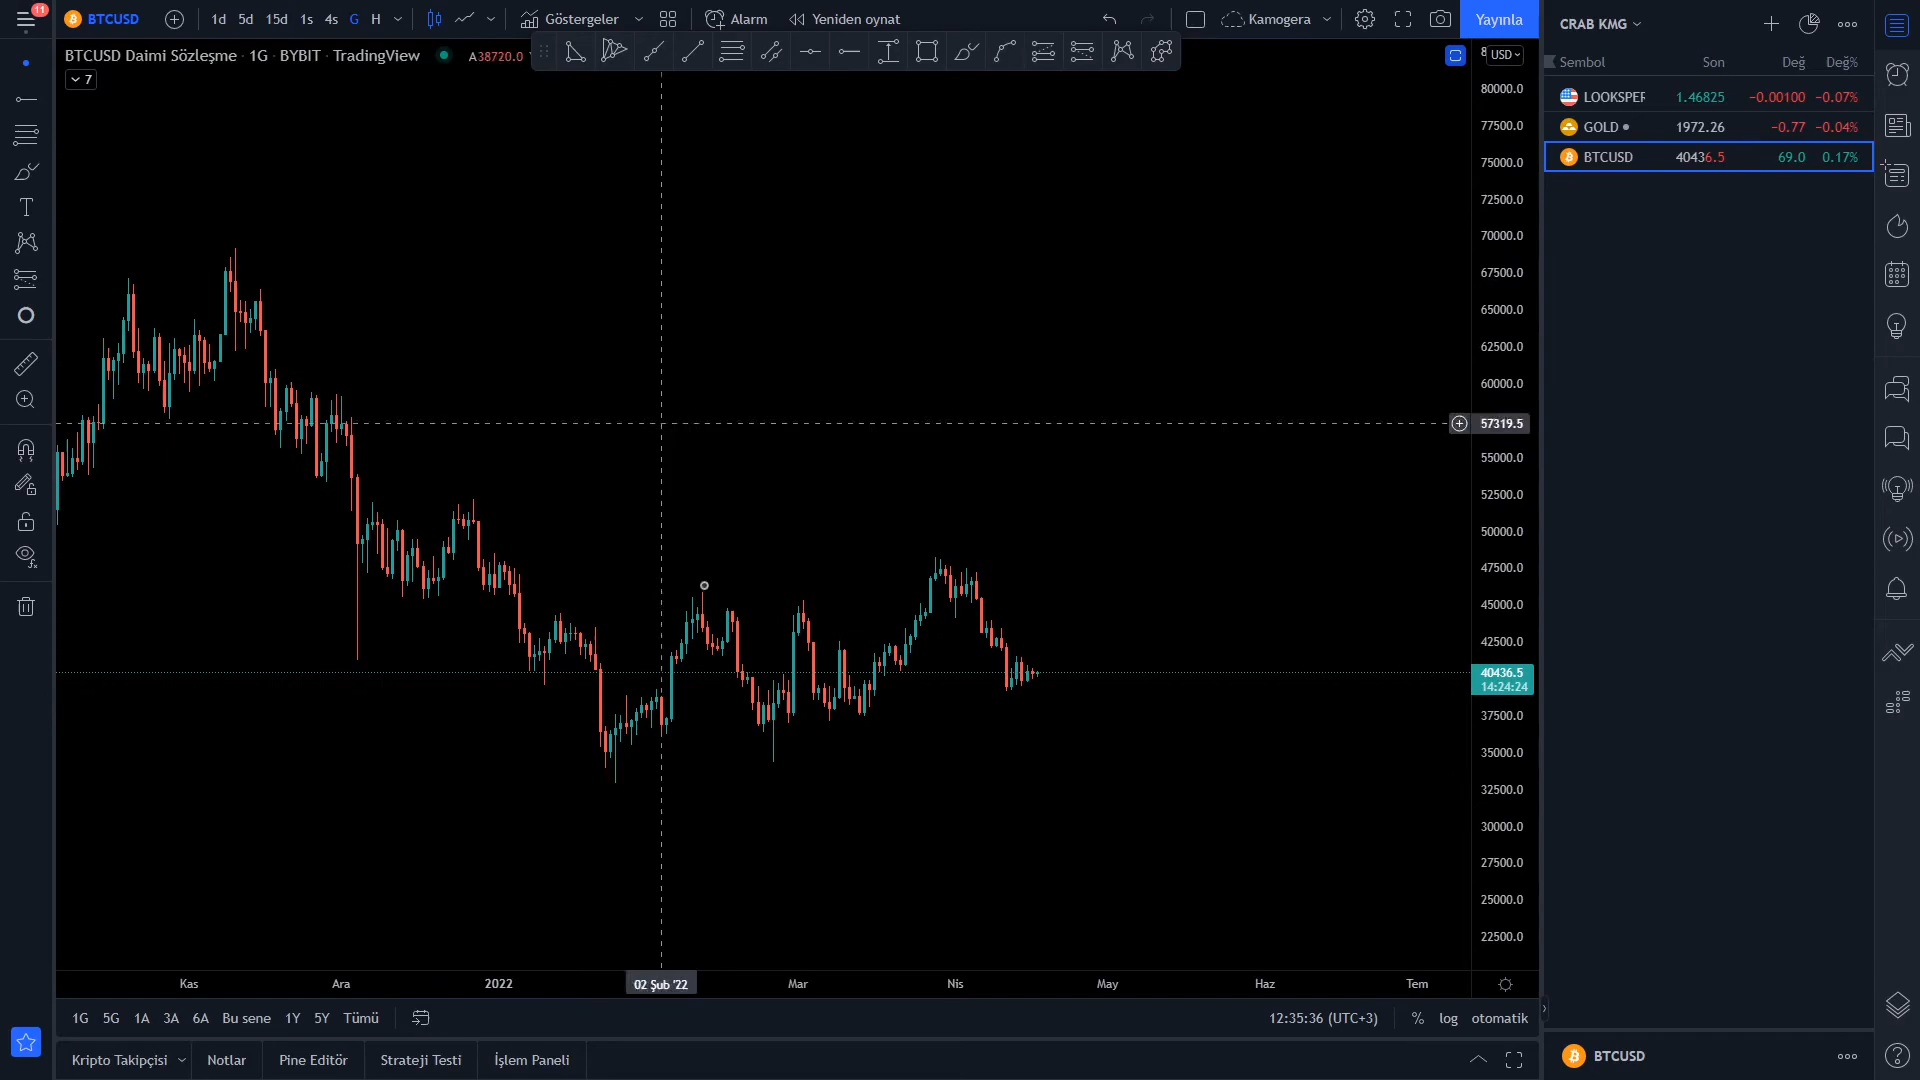 11
BTCUSD
1d 5d 15d 1s 4s G H
Göstergeler
Alarm
Yeniden oynat
Kamogera
Yayınla
CRAB KMG
BTCUSD Daimi Sözleşme · 1G · BYBIT · TradingView
A38720.0
7
USD
Sembol Son Değ Değ%
LOOKSPER 1.46825 −0.00100 −0.07%
GOLD 1972.26 −0.77 −0.04%
BTCUSD 40436.5 69.0 0.17%
80000.0
77500.0
75000.0
72500.0
70000.0
67500.0
65000.0
62500.0
60000.0
57319.5
55000.0
52500.0
50000.0
47500.0
45000.0
42500.0
40436.5
14:24:24
37500.0
35000.0
32500.0
30000.0
27500.0
25000.0
22500.0
Kas Ara 2022 02 Şub '22 Mar Nis May Haz Tem
1G 5G 1A 3A 6A Bu sene 1Y 5Y Tümü
12:35:36 (UTC+3) % log otomatik
Kripto Takipçisi Notlar Pine Editör Strateji Testi İşlem Paneli
BTCUSD